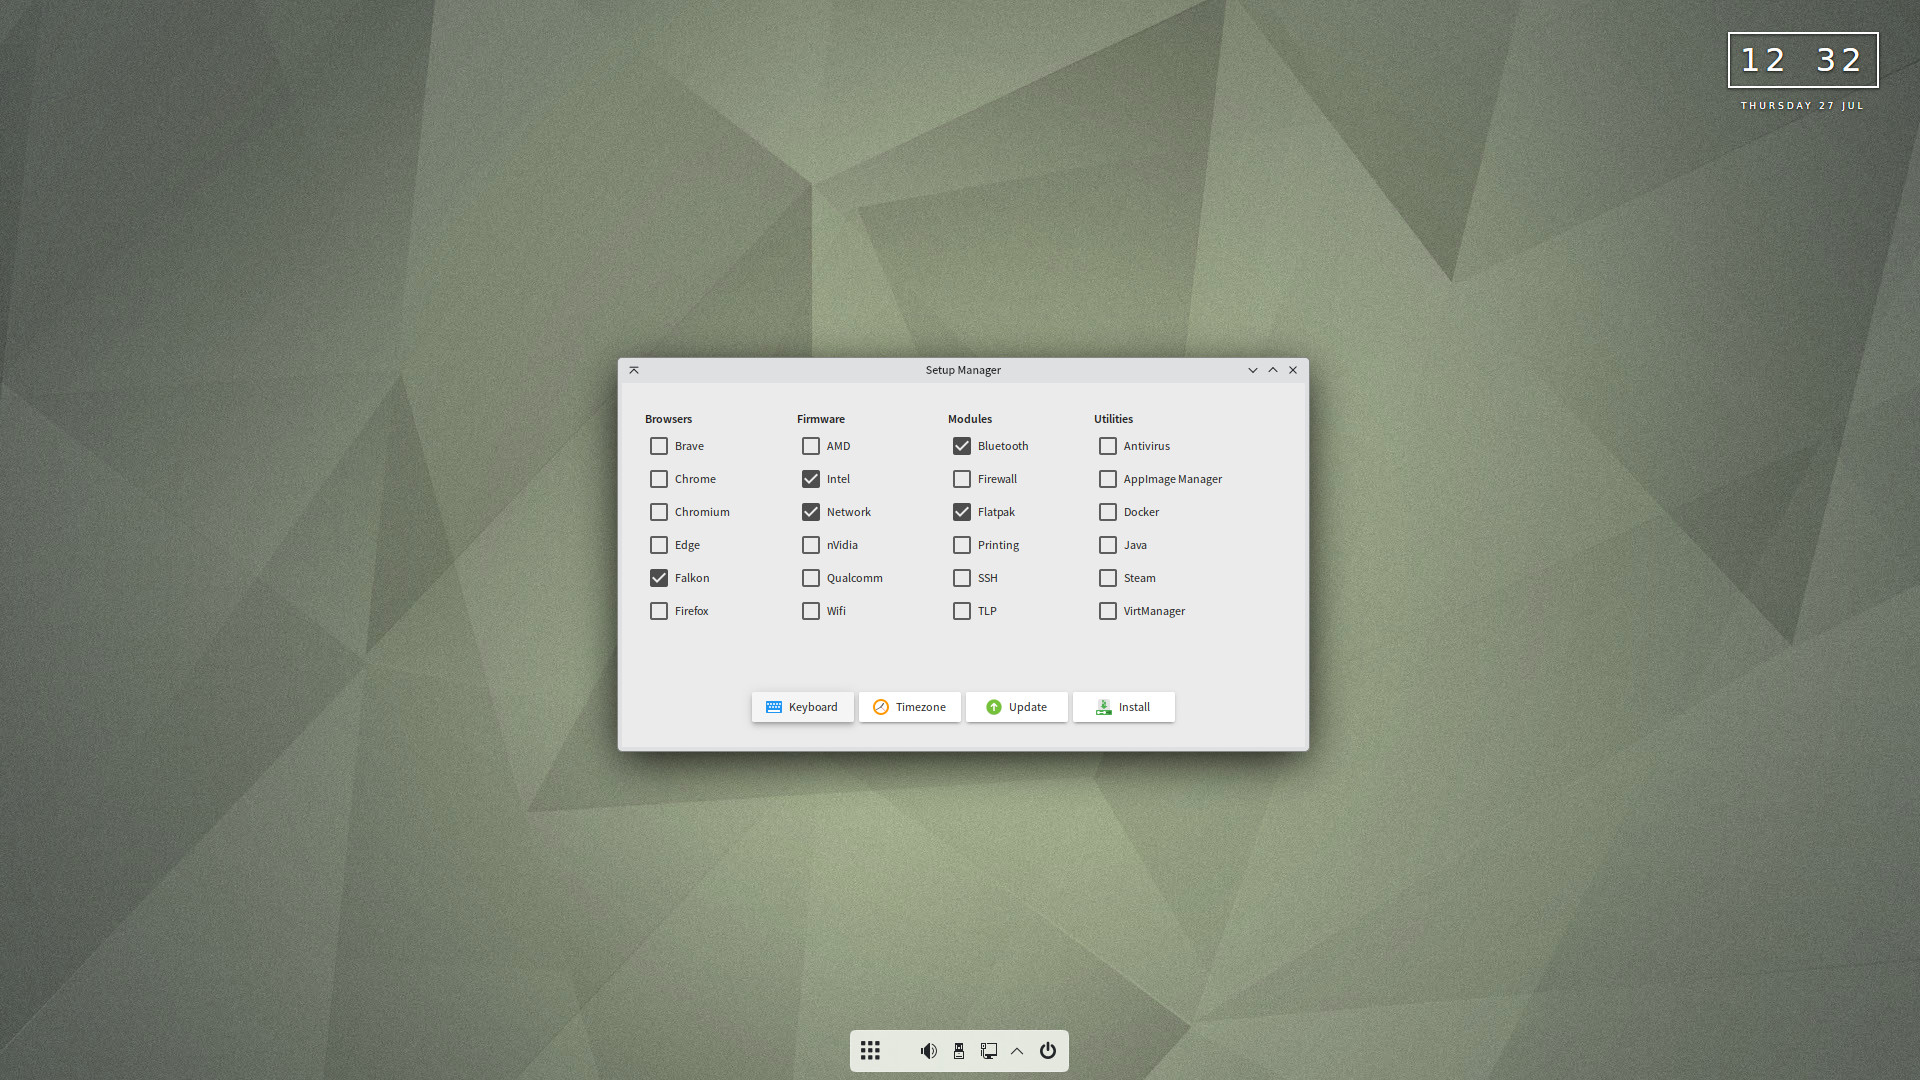 12 32
THURSDAY 27 JUL
Setup Manager
Browsers
Brave
Chrome
Chromium
Edge
Falkon
Firefox
Firmware
AMD
Intel
Network
nVidia
Qualcomm
Wifi
Modules
Bluetooth
Firewall
Flatpak
Printing
SSH
TLP
Utilities
Antivirus
AppImage Manager
Docker
Java
Steam
VirtManager
Keyboard
Timezone
Update
Install